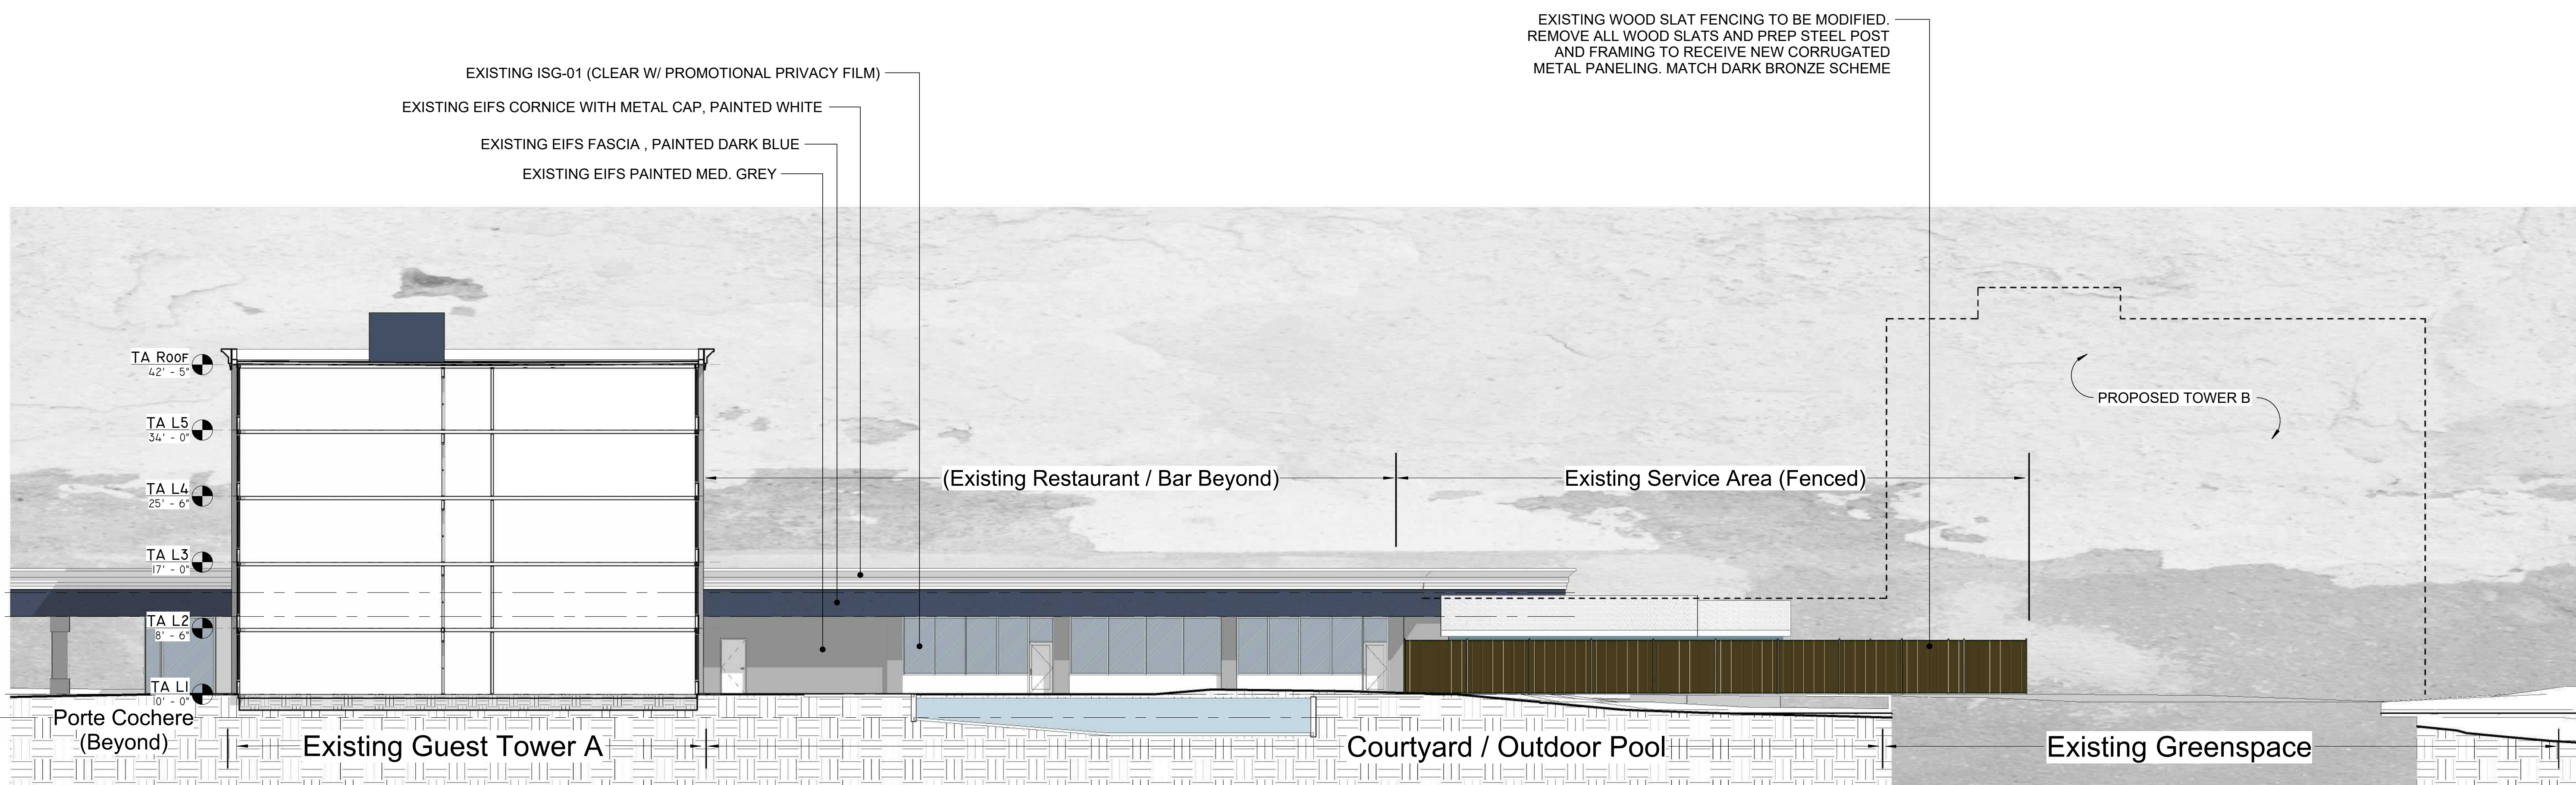 EXISTING WOOD SLAT FENCING TO BE MODIFIED.
REMOVE ALL WOOD SLATS AND PREP STEEL POST
AND FRAMING TO RECEIVE NEW CORRUGATED
METAL PANELING. MATCH DARK BRONZE SCHEME
EXISTING ISG-01 (CLEAR W/ PROMOTIONAL PRIVACY FILM)
EXISTING EIFS CORNICE WITH METAL CAP, PAINTED WHITE
EXISTING EIFS FASCIA , PAINTED DARK BLUE
EXISTING EIFS PAINTED MED. GREY
TA ROOF
42' - 5"
TA L5
34' - 0"
TA L4
25' - 6"
TA L3
17' - 0"
TA L2
8' - 6"
TA L1
0' - 0"
PROPOSED TOWER B
(Existing Restaurant / Bar Beyond)
Existing Service Area (Fenced)
Porte Cochere
(Beyond)
Existing Guest Tower A
Courtyard / Outdoor Pool
Existing Greenspace